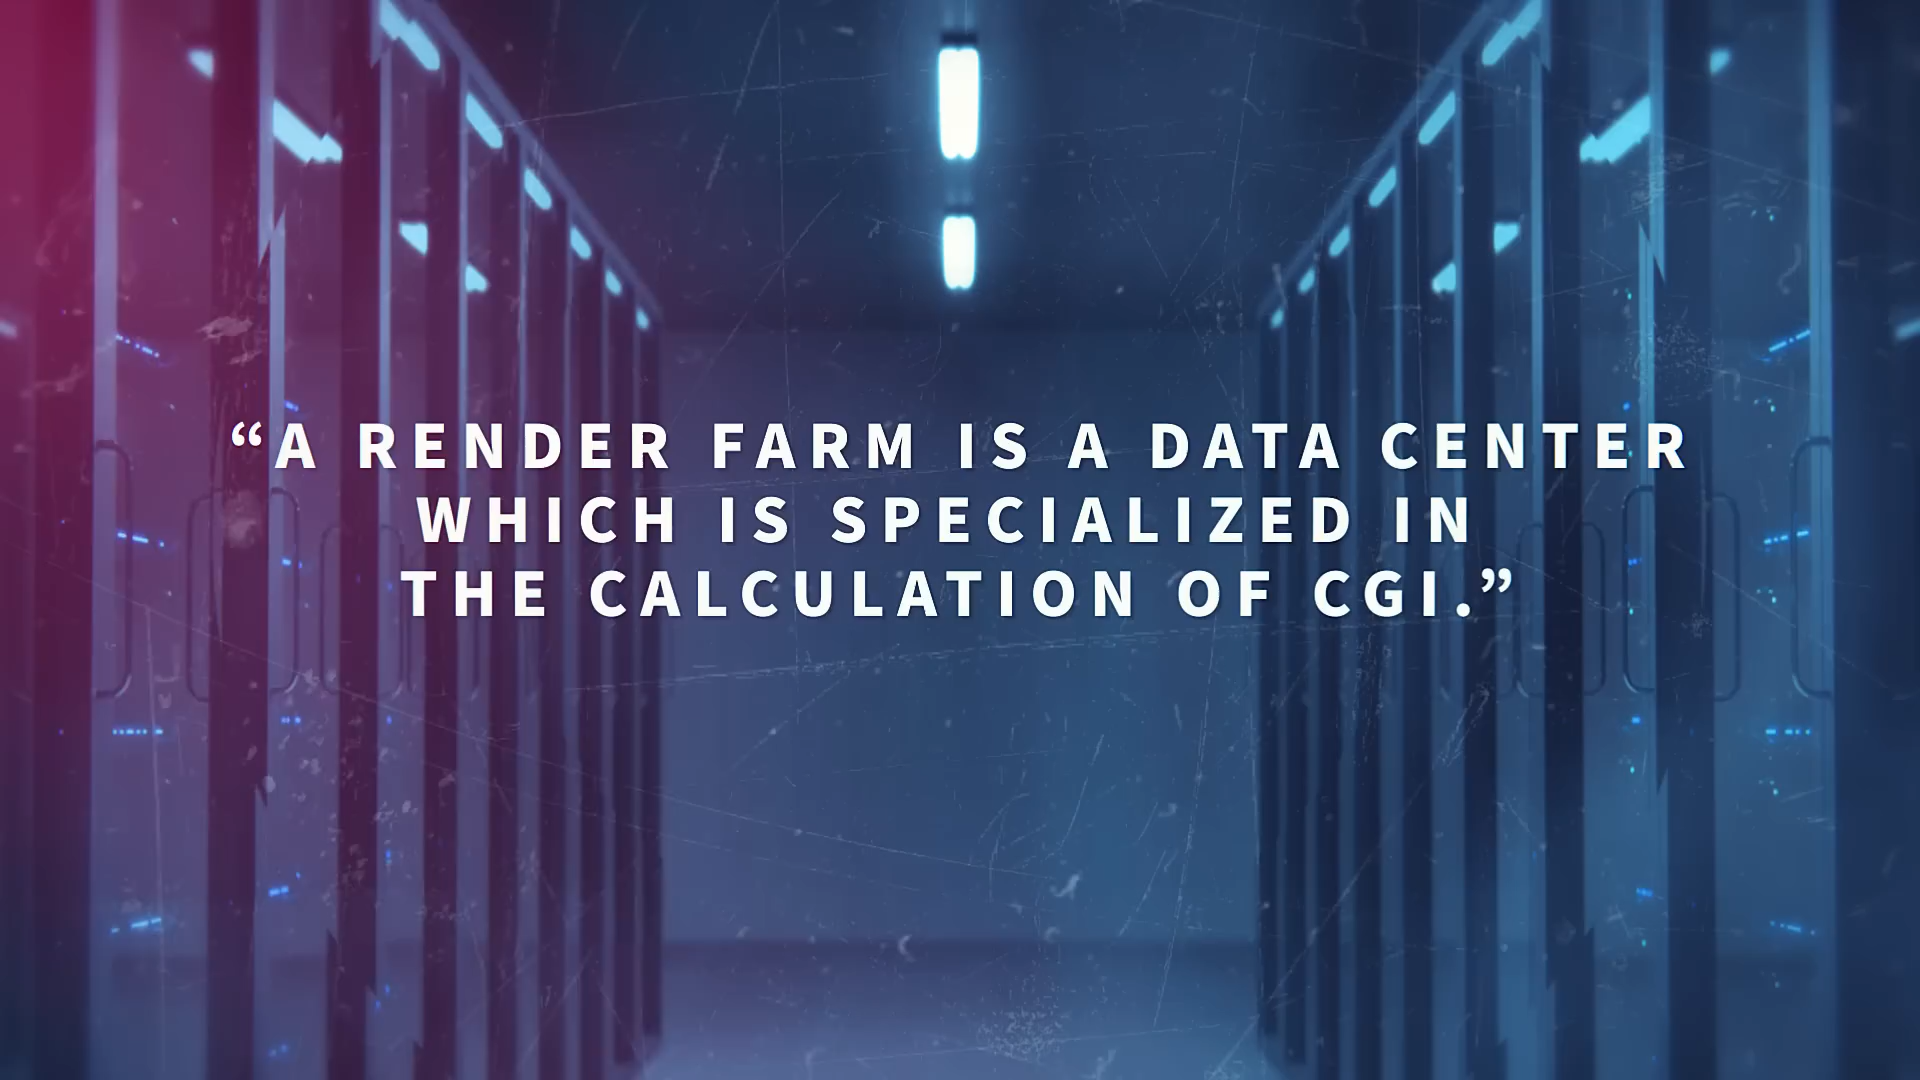 “A RENDER FARM IS A DATA CENTER
WHICH IS SPECIALIZED IN
THE CALCULATION OF CGI.”